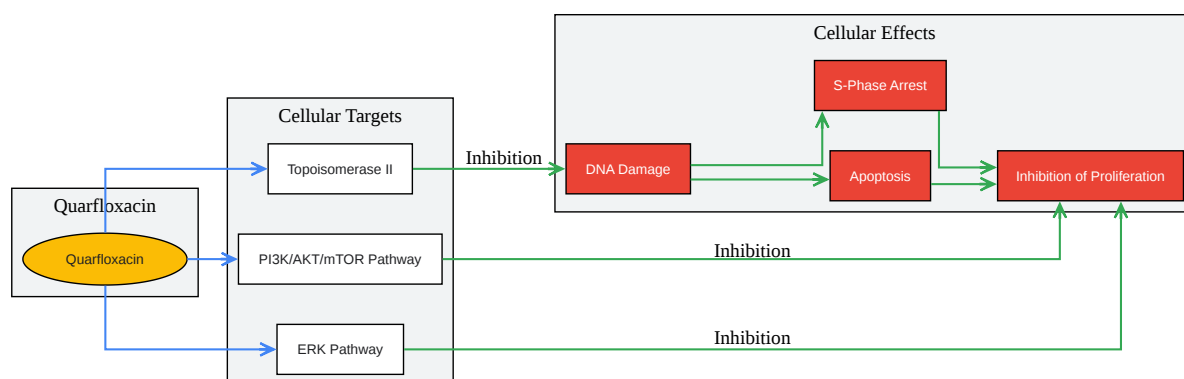 Cellular Effects
S-Phase Arrest
Cellular Targets
Inhibition
Topoisomerase II
DNA Damage
Apoptosis
Inhibition of Proliferation
Quarfloxacin
Quarfloxacin
PI3K/AKT/mTOR Pathway
Inhibition
ERK Pathway
Inhibition